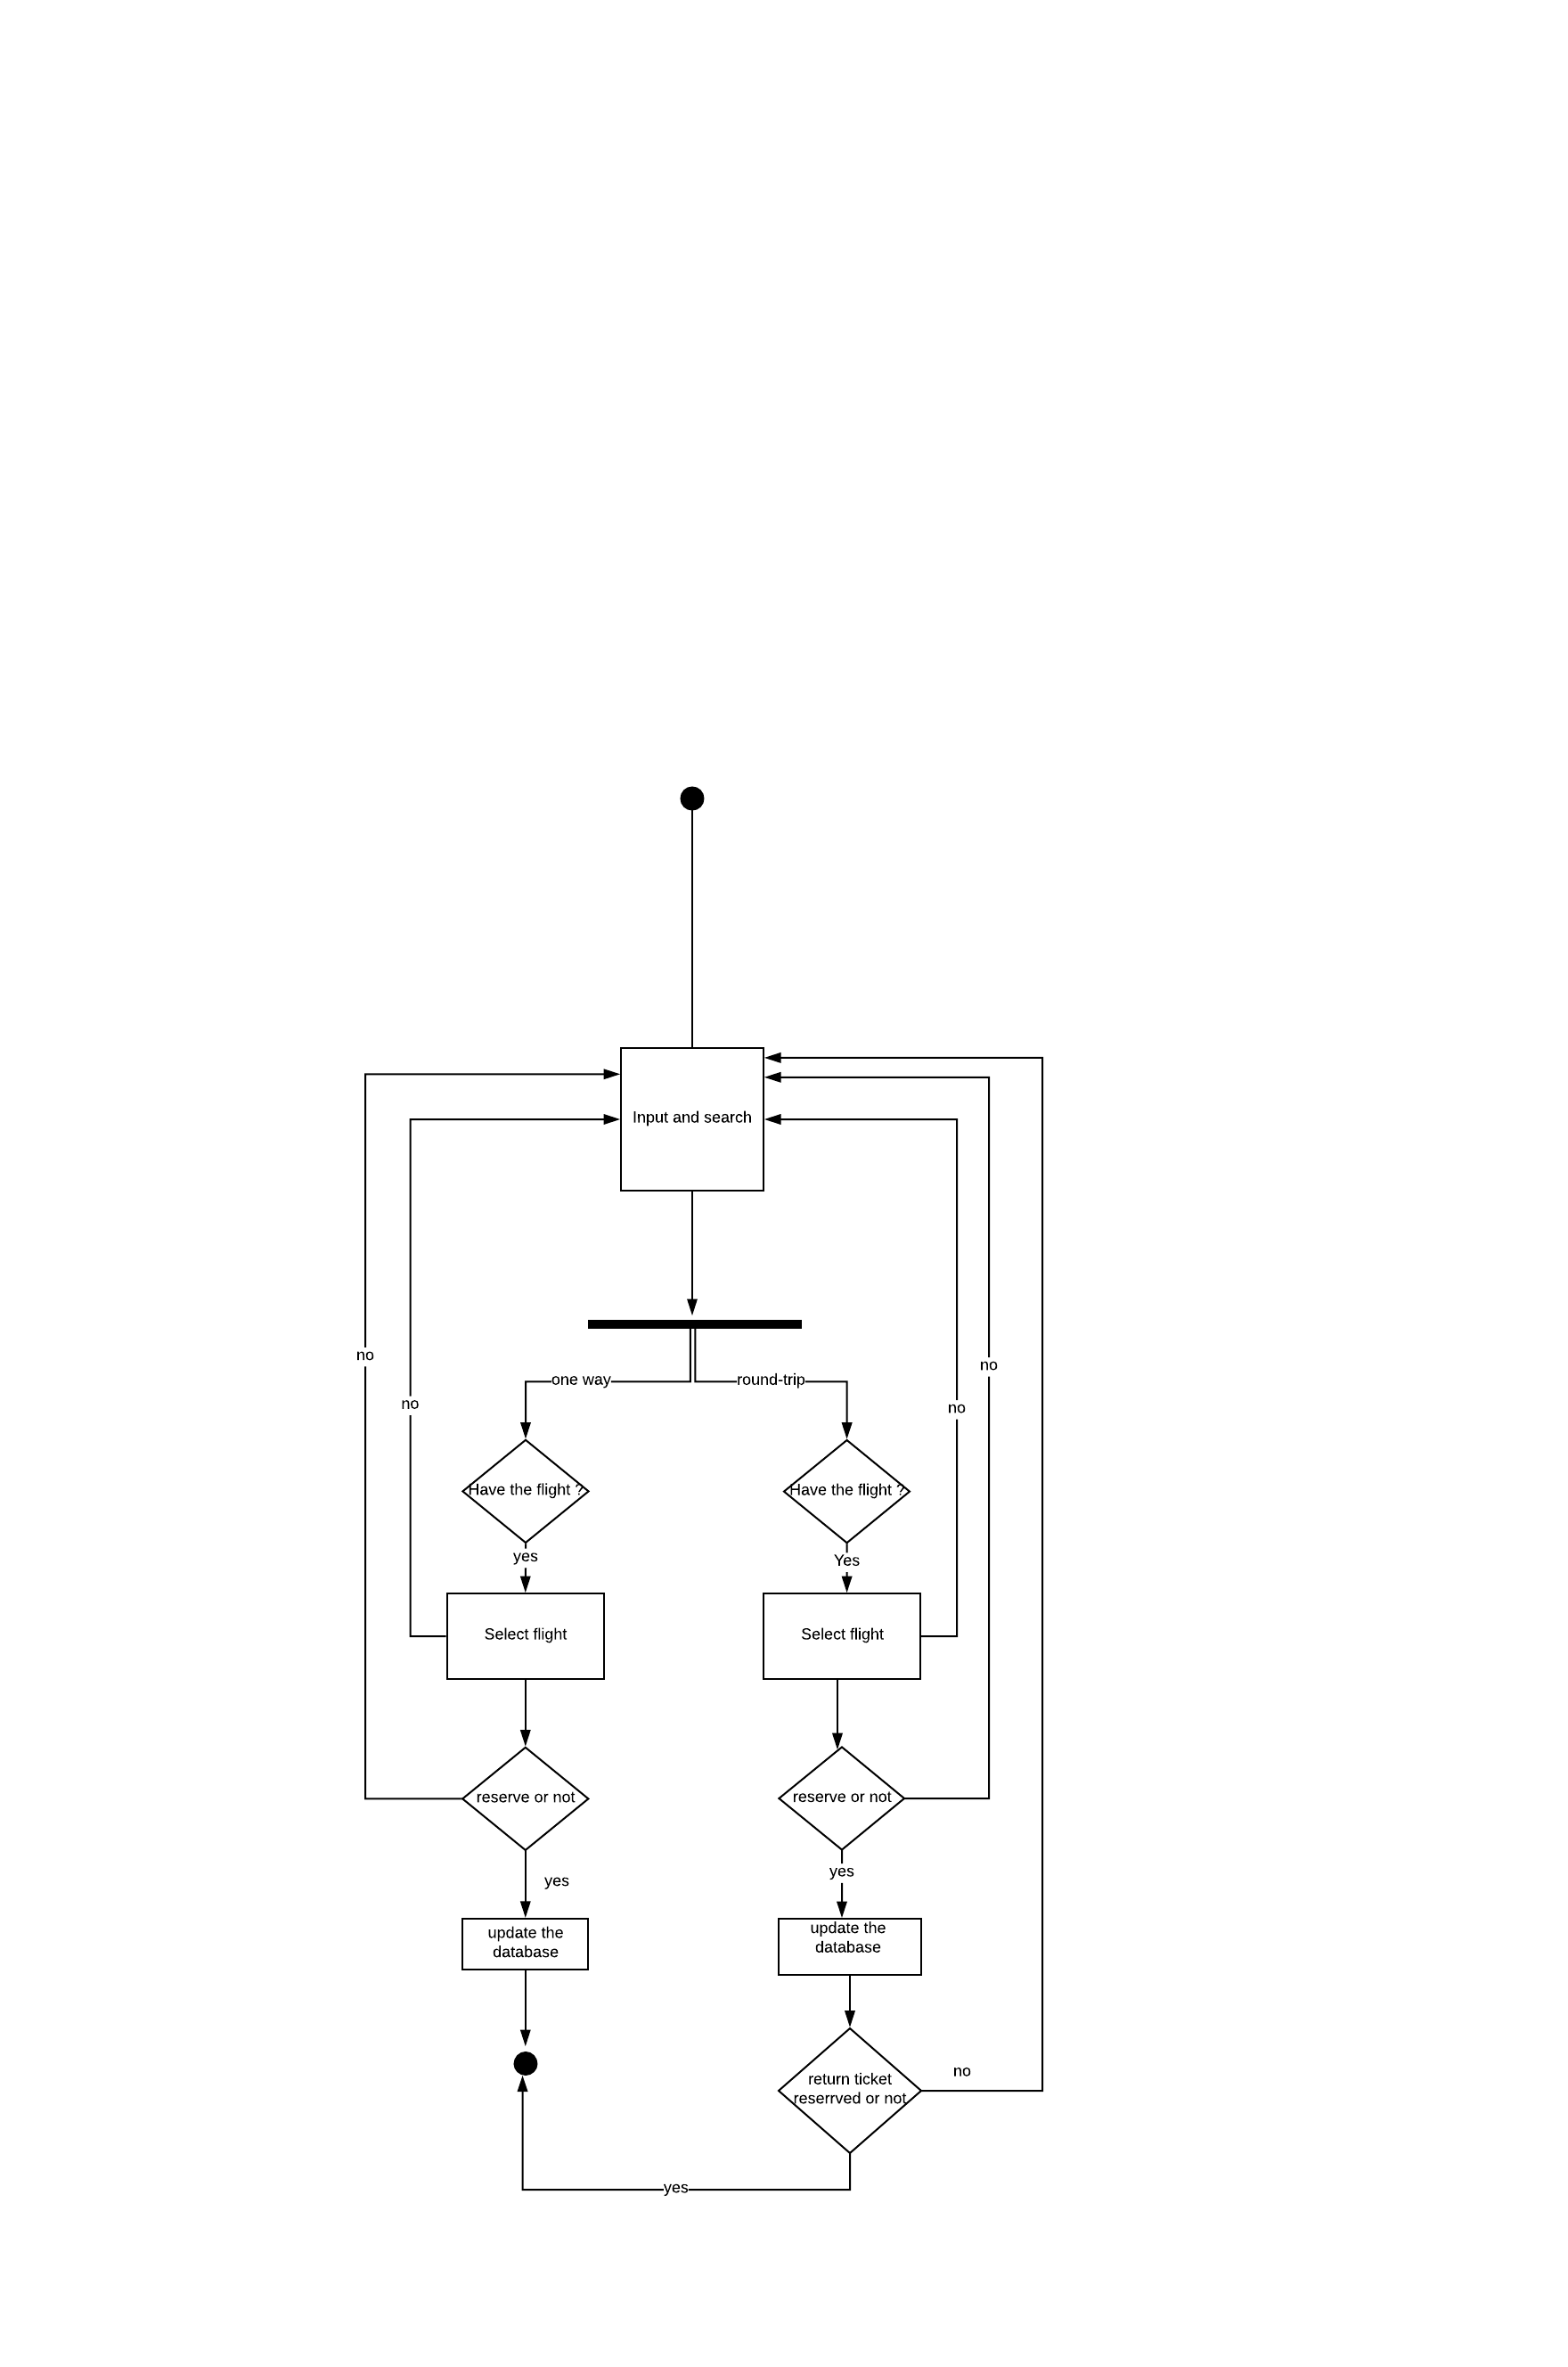 Input and search
no
no
one way
round-trip
no
no
Have the flight ?
Have the flight ?
yes
Yes
Select flight
Select flight
reserve or not
reserve or not
yes
yes
update the
database
update the
database
return ticket
reserrved or not
no
yes